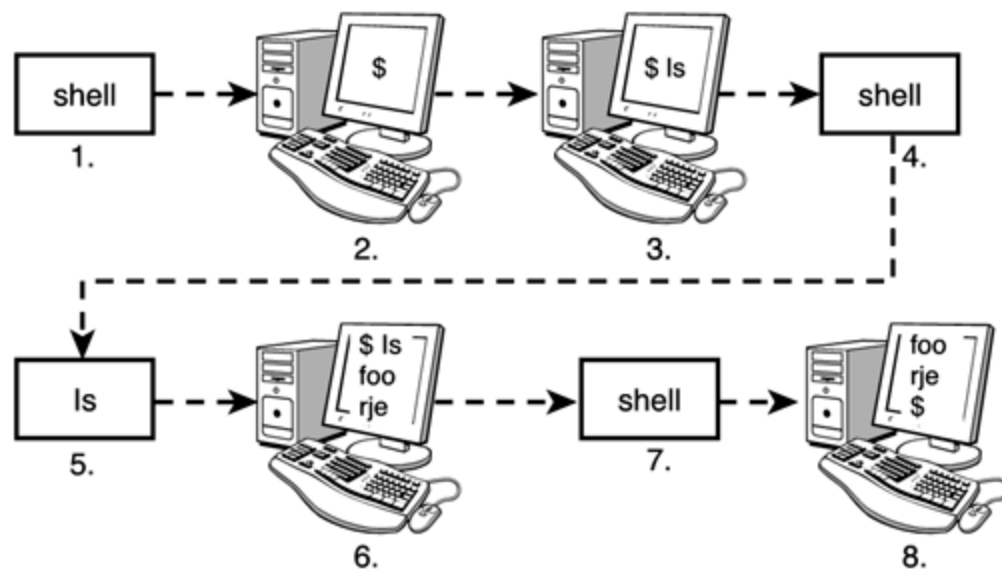 shell
$
$ ls
shell
1.
2.
3.
4.
ls
$ ls
foo
rje
shell
foo
rje
$
5.
6.
7.
8.